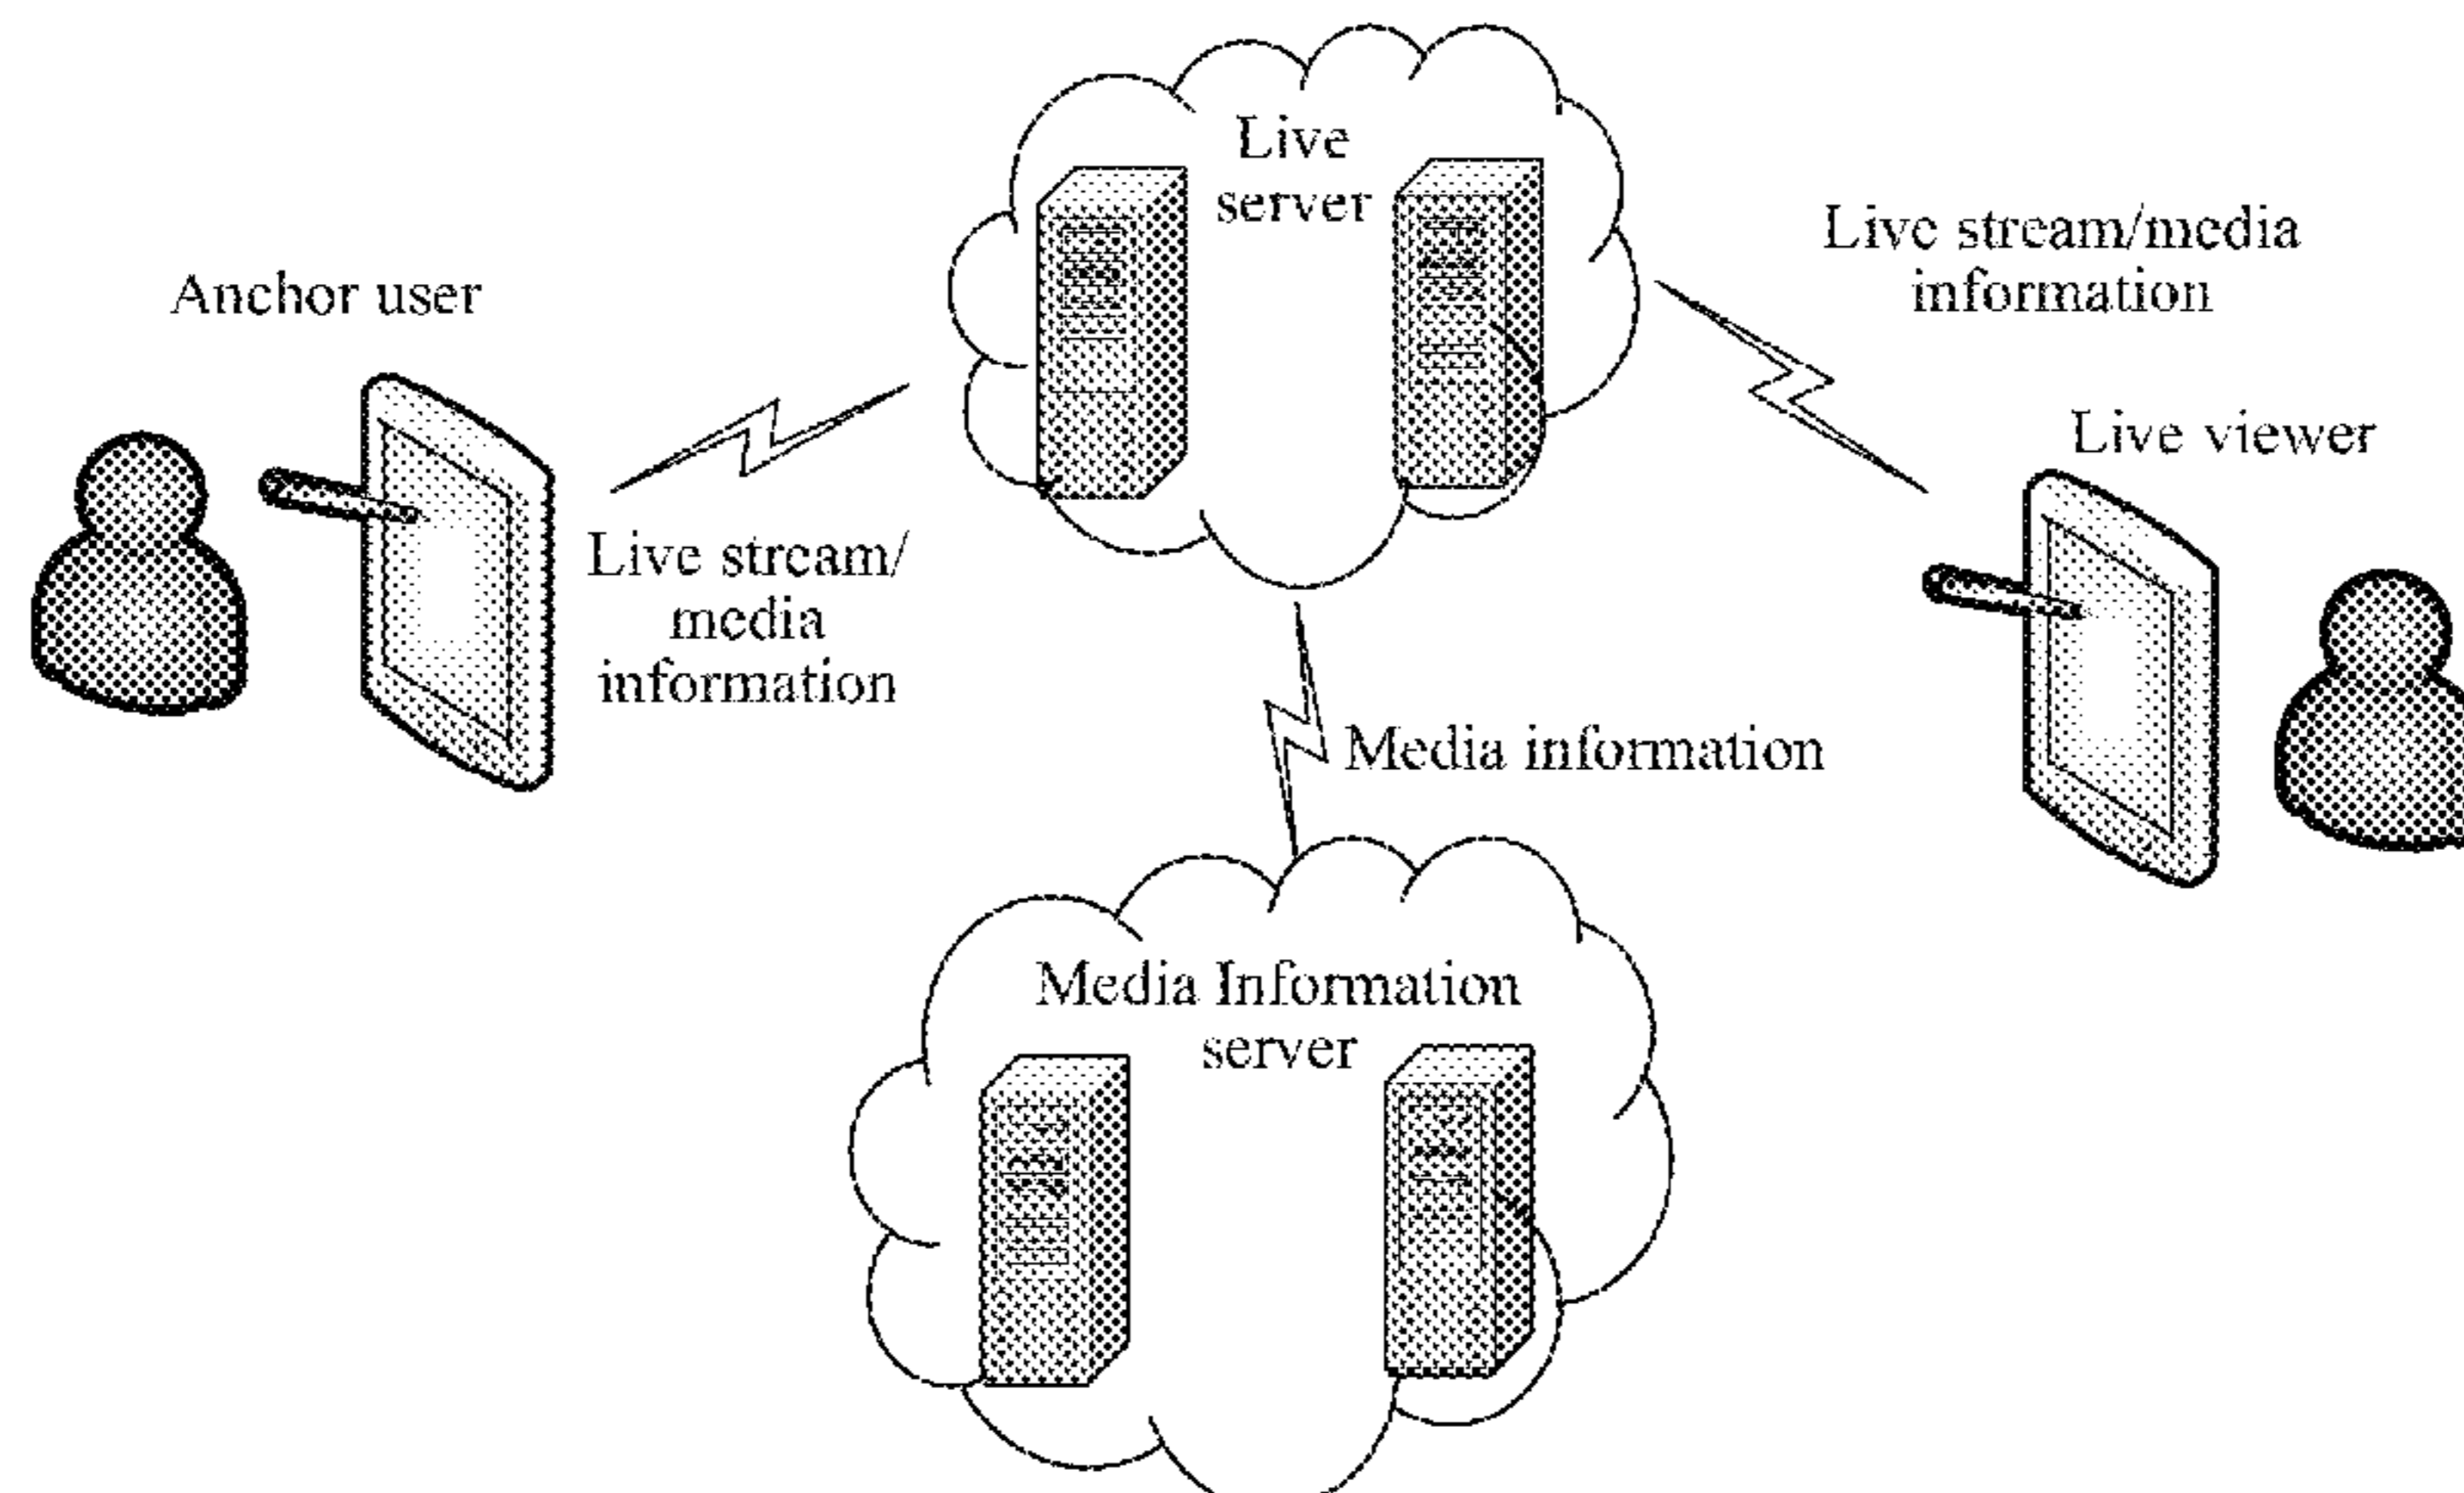 Live
server
Live stream/media
information
Anchor user
Live viewer
Live stream/
media
information
Media information
Media Information
server